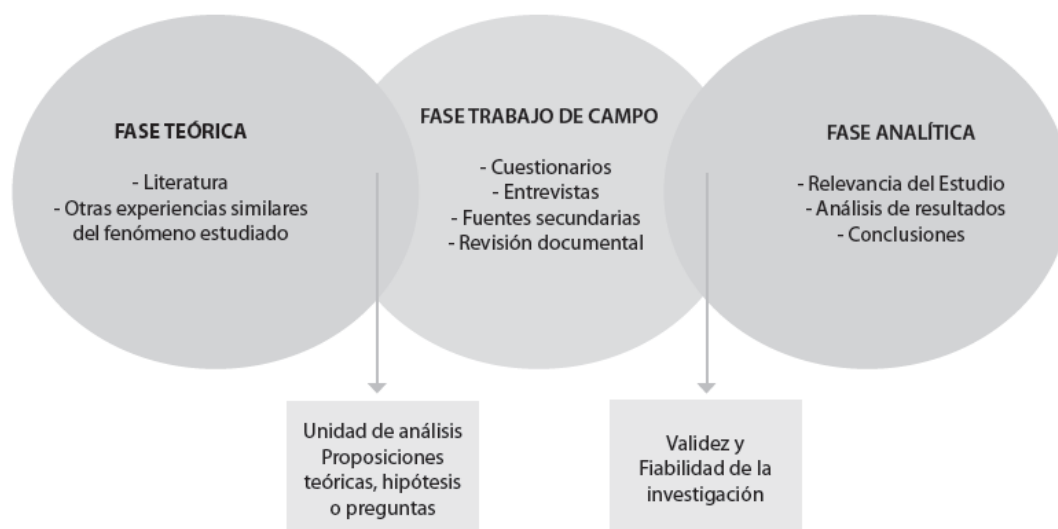 FASE TEÓRICA
- Literatura
- Otras experiencias similares
del fenómeno estudiado
FASE TRABAJO DE CAMPO
- Cuestionarios
- Entrevistas
- Fuentes secundarias
- Revisión documental
FASE ANALÍTICA
- Relevancia del Estudio
- Análisis de resultados
- Conclusiones
Unidad de análisis
Proposiciones
teóricas, hipótesis
o preguntas
Validez y
Fiabilidad de la
investigación